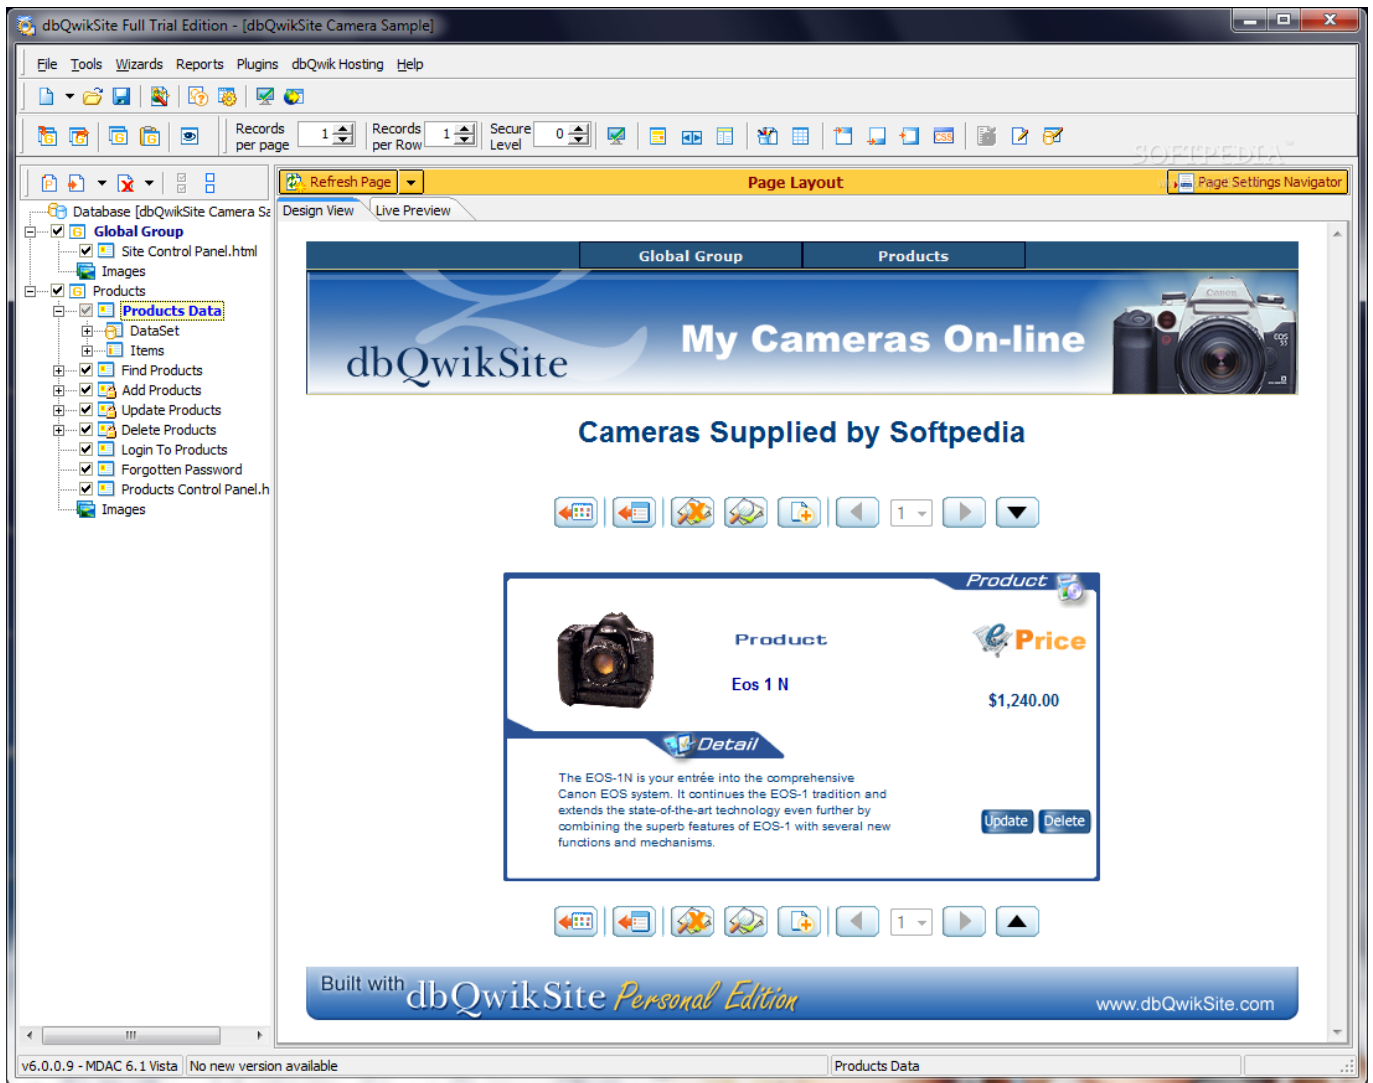 dbQwikSite Full Trial Edition - [dbQwikSite Camera Sample]
File Tools Wizards Reports Plugins dbQwik Hosting Help
Records per page 1 Records per Row 1 Secure Level 0
CSS
SOFTPEDIA
Refresh Page
Page Layout
Page Settings Navigator
Design View Live Preview
Database [dbQwikSite Camera Sa
Global Group
Site Control Panel.html
Images
Products
Products Data
DataSet
Items
Find Products
Add Products
Update Products
Delete Products
Login To Products
Forgotten Password
Products Control Panel.h
Images
Global Group Products
dbQwikSite
My Cameras On-line
Canon
EOS
55
Cameras Supplied by Softpedia
1
Product
Product
e Price
Eos 1 N
$1,240.00
Detail
The EOS-1N is your entrée into the comprehensive
Canon EOS system. It continues the EOS-1 tradition and
extends the state-of-the-art technology even further by
combining the superb features of EOS-1 with several new
functions and mechanisms.
Update Delete
1
Built with dbQwikSite Personal Edition
www.dbQwikSite.com
v6.0.0.9 - MDAC 6.1 Vista No new version available Products Data